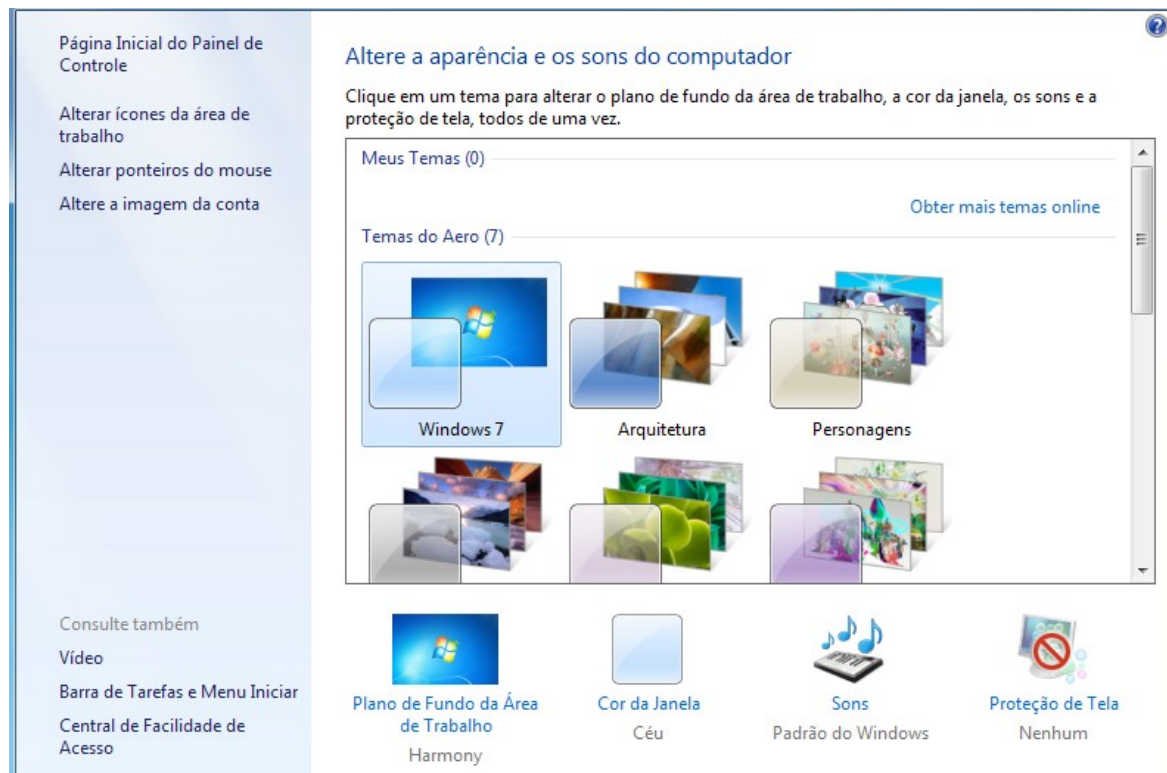 Página Inicial do Painel de
Controle
Alterar ícones da área de
trabalho
Alterar ponteiros do mouse
Altere a imagem da conta
Consulte também
Vídeo
Barra de Tarefas e Menu Iniciar
Central de Facilidade de
Acesso
Altere a aparência e os sons do computador
Clique em um tema para alterar o plano de fundo da área de trabalho, a cor da janela, os sons e a
proteção de tela, todos de uma vez.
Meus Temas (0)
Obter mais temas online
Temas do Aero (7)
Windows 7
Arquitetura
Personagens
Plano de Fundo da Área
de Trabalho
Harmony
Cor da Janela
Céu
Sons
Padrão do Windows
Proteção de Tela
Nenhum